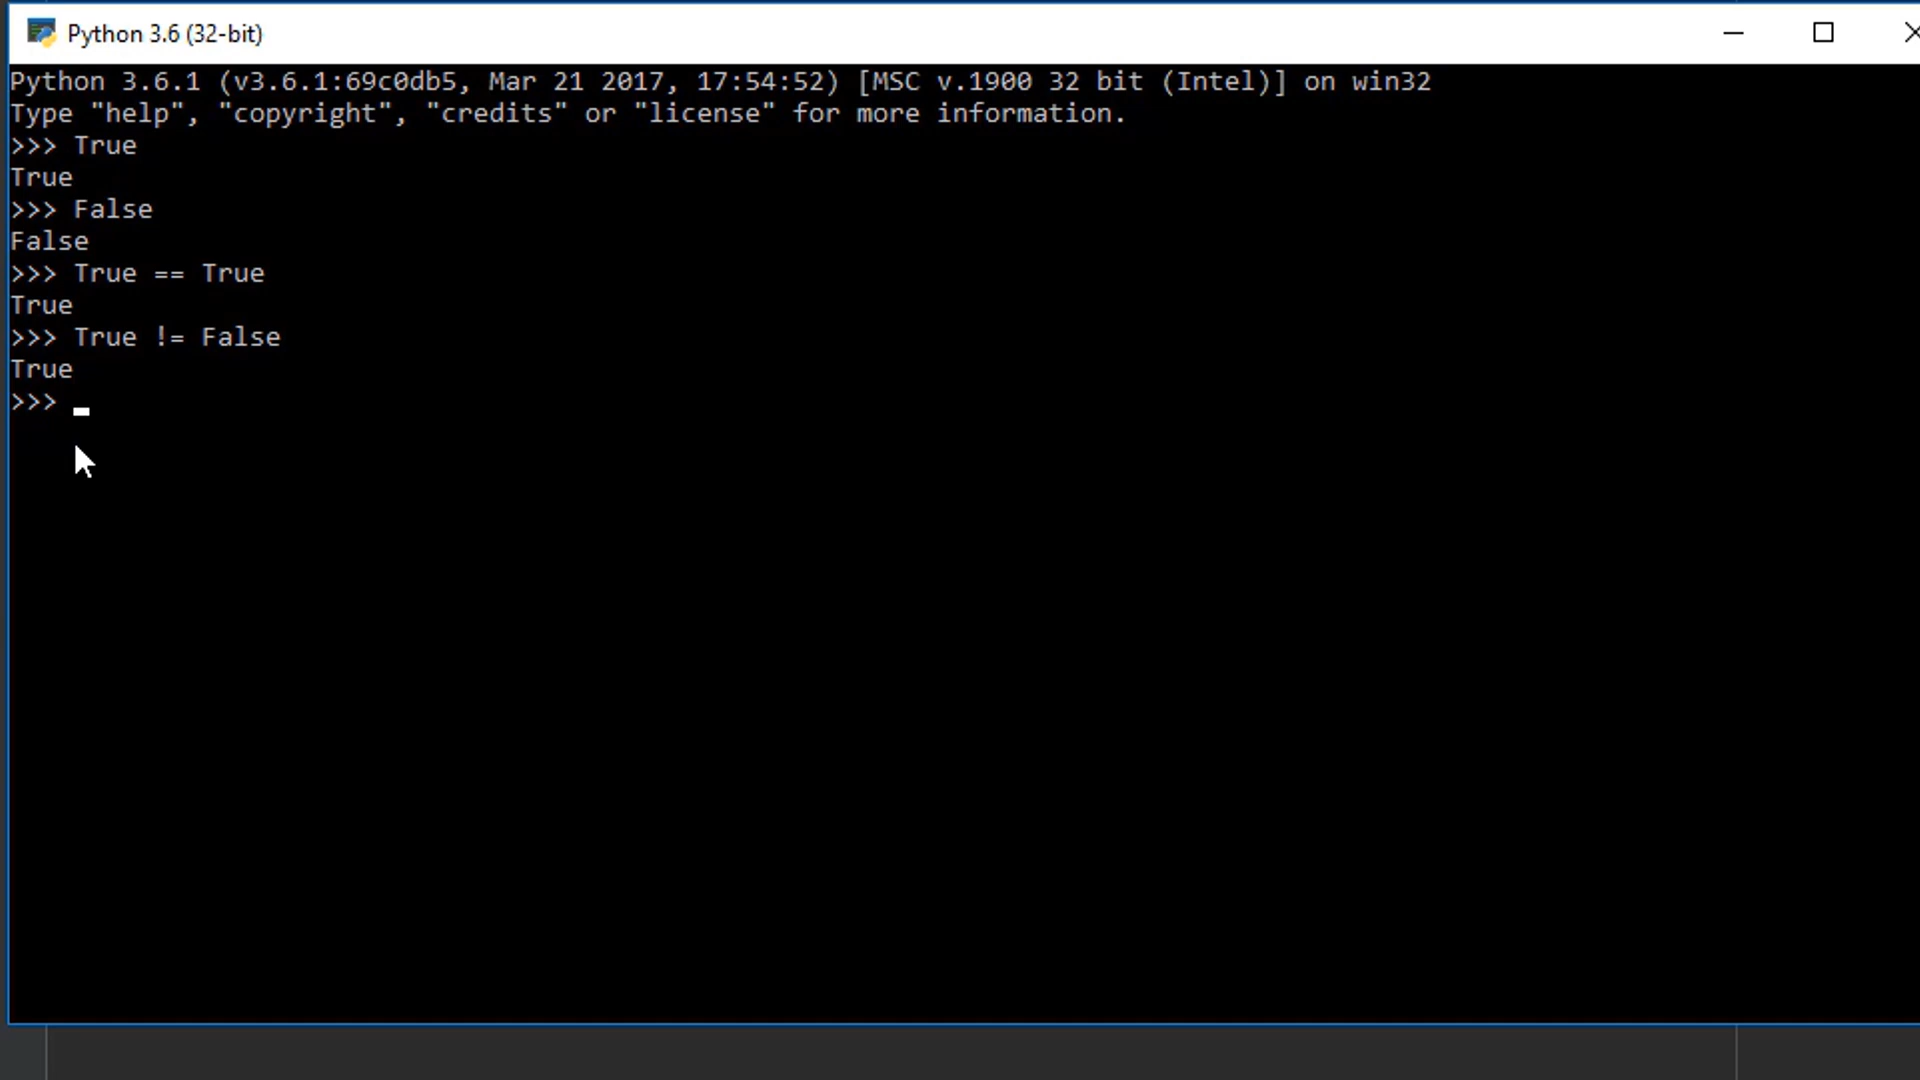 Python 3.6 (32-bit)
Python 3.6.1 (v3.6.1:69c0db5, Mar 21 2017, 17:54:52) [MSC v.1900 32 bit (Intel)] on win32
Type "help", "copyright", "credits" or "license" for more information.
>>> True
True
>>> False
False
>>> True == True
True
>>> True != False
True
>>>